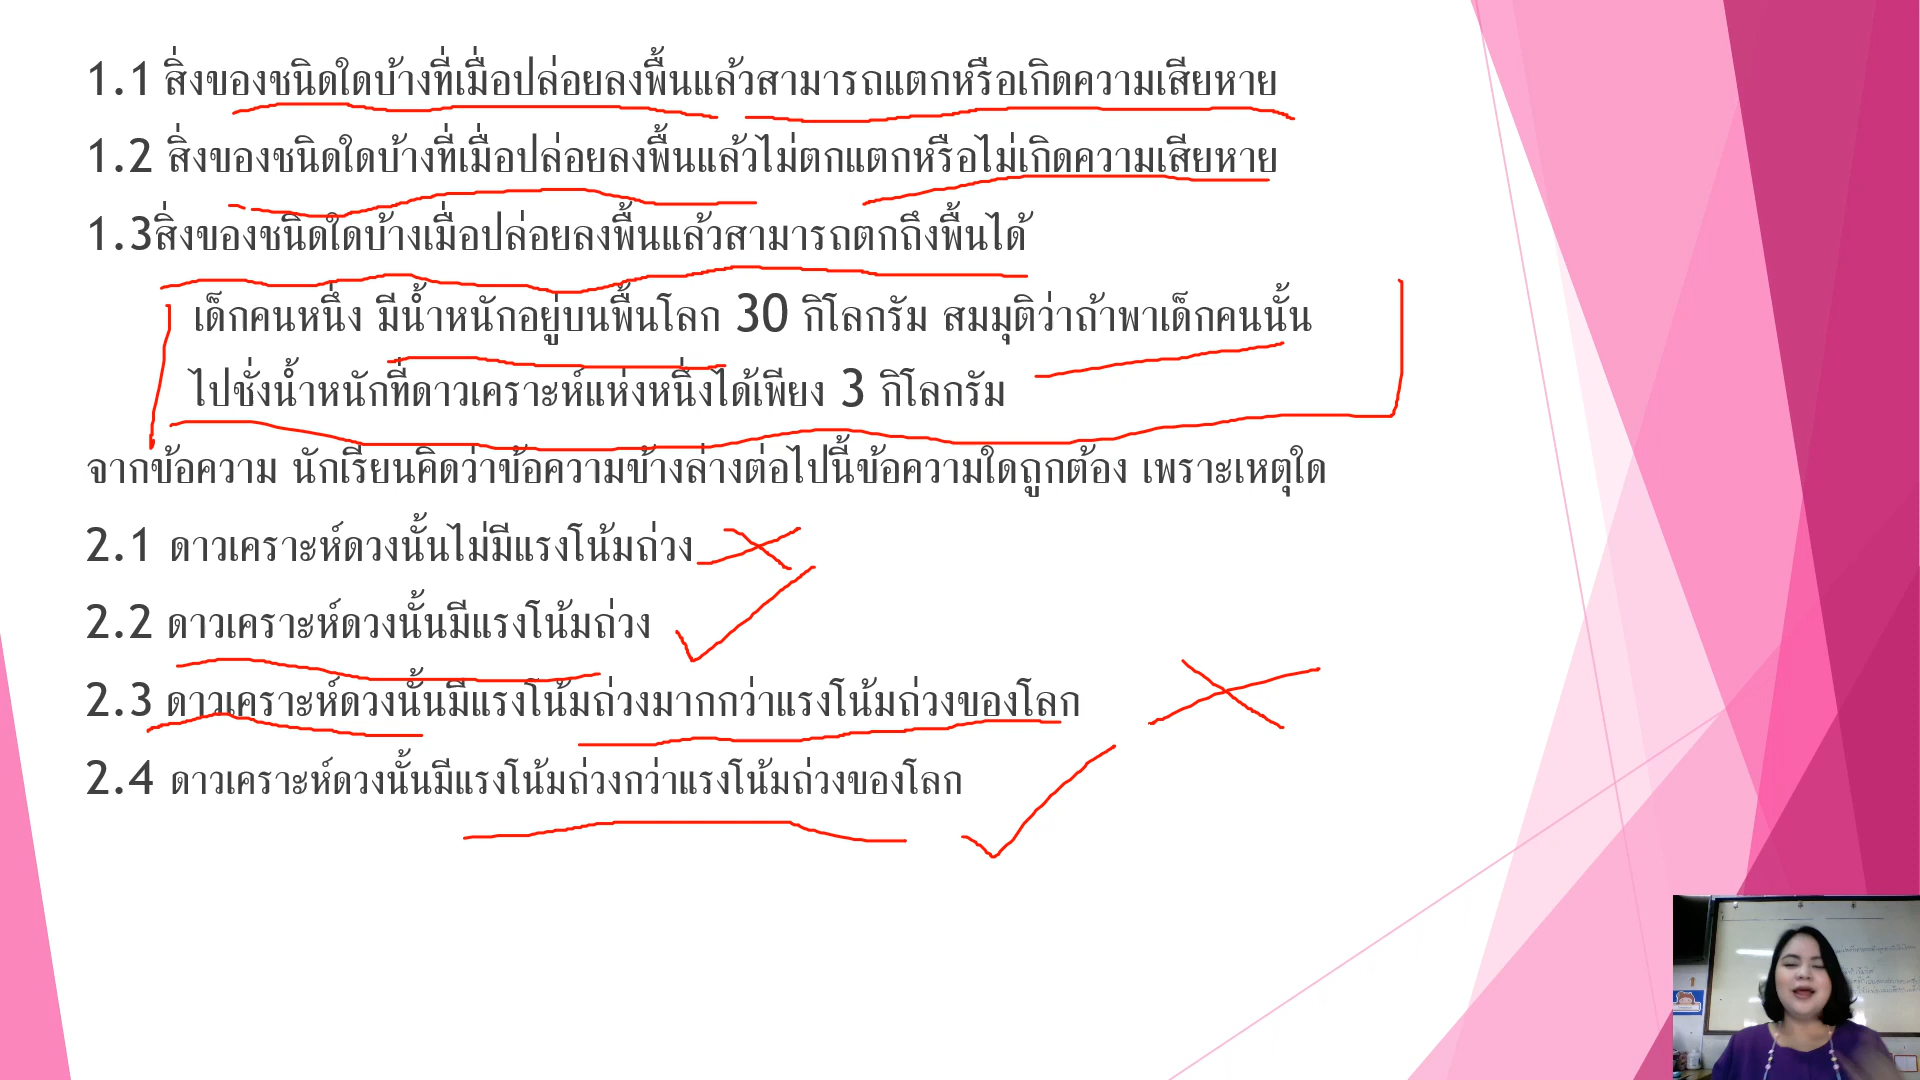 1.1 สิ่งของชนิดใดบ้างที่เมื่อปล่อยลงพื้นแล้วสามารถแตกหรือเกิดความเสียหาย
1.2 สิ่งของชนิดใดบ้างที่เมื่อปล่อยลงพื้นแล้วไม่ตกแตกหรือไม่เกิดความเสียหาย
1.3สิ่งของชนิดใดบ้างเมื่อปล่อยลงพื้นแล้วสามารถตกถึงพื้นได้
เด็กคนหนึ่ง มีน้ำหนักอยู่บนพื้นโลก 30 กิโลกรัม สมมุติว่าถ้าพาเด็กคนนั้น
ไปชั่งน้ำหนักที่ดาวเคราะห์แห่งหนึ่งได้เพียง 3 กิโลกรัม
จากข้อความ นักเรียนคิดว่าข้อความข้างล่างต่อไปนี้ข้อความใดถูกต้อง เพราะเหตุใด
2.1 ดาวเคราะห์ดวงนั้นไม่มีแรงโน้มถ่วง
2.2 ดาวเคราะห์ดวงนั้นมีแรงโน้มถ่วง
2.3 ดาวเคราะห์ดวงนั้นมีแรงโน้มถ่วงมากกว่าแรงโน้มถ่วงของโลก
2.4 ดาวเคราะห์ดวงนั้นมีแรงโน้มถ่วงกว่าแรงโน้มถ่วงของโลก